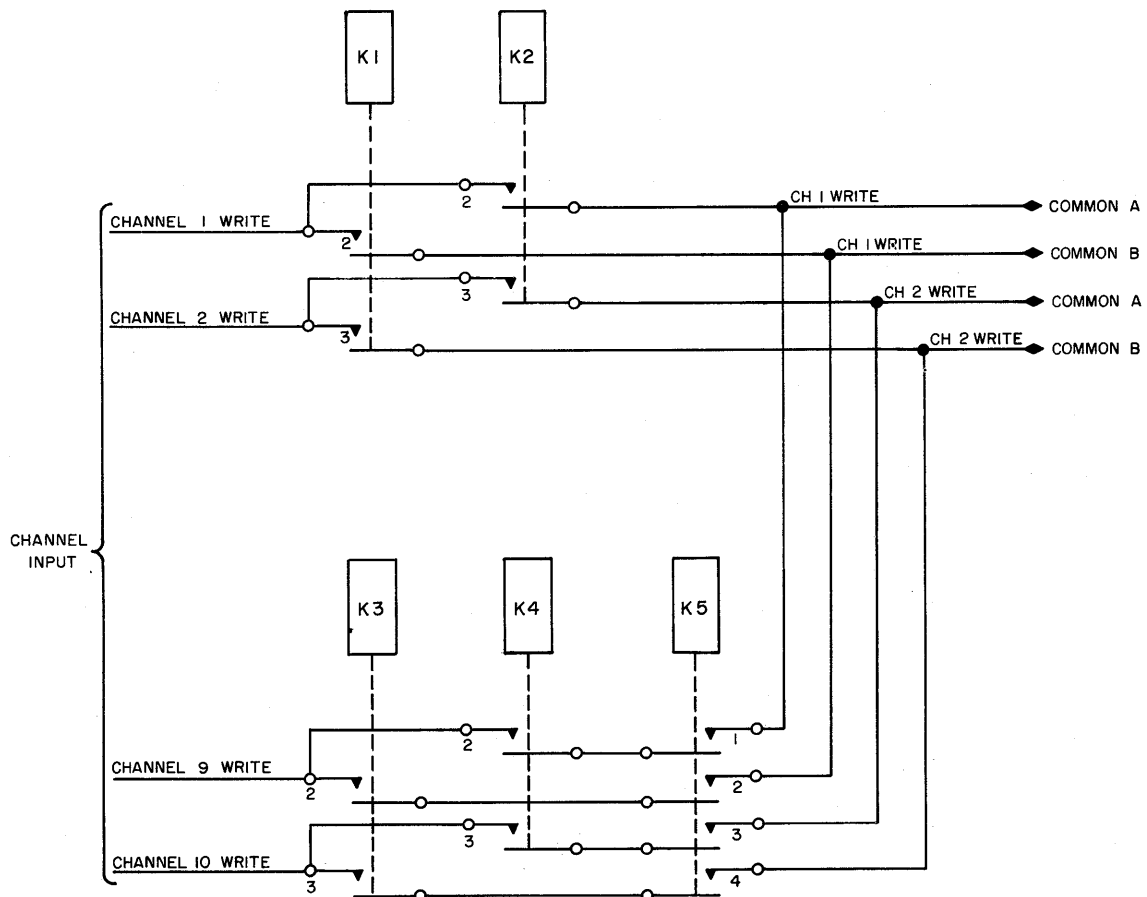 K1
K2
2
CH 1 WRITE
COMMON A
CHANNEL 1 WRITE
2
CH 1 WRITE
COMMON B
3
CH 2 WRITE
COMMON A
CHANNEL 2 WRITE
3
CH 2 WRITE
COMMON B
CHANNEL
INPUT
K3
K4
K5
2
1
CHANNEL 9 WRITE
2
2
3
3
CHANNEL 10 WRITE
3
4